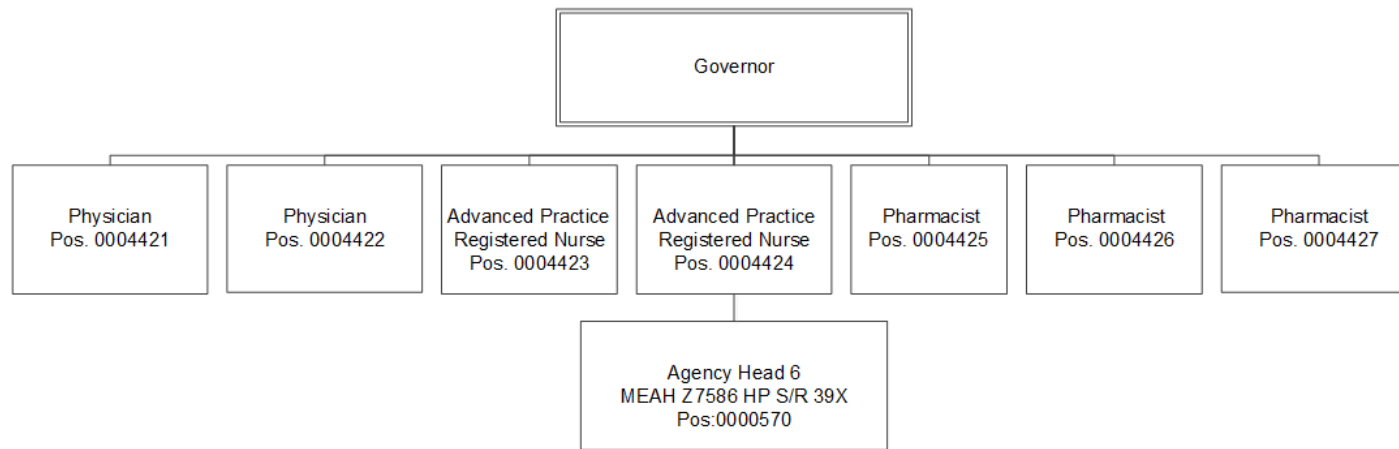 Governor
Physician
Pos. 0004421
Physician
Pos. 0004422
Advanced Practice
Registered Nurse
Pos. 0004423
Advanced Practice
Registered Nurse
Pos. 0004424
Pharmacist
Pos. 0004425
Pharmacist
Pos. 0004426
Pharmacist
Pos. 0004427
Agency Head 6
MEAH Z7586 HP S/R 39X
Pos:0000570